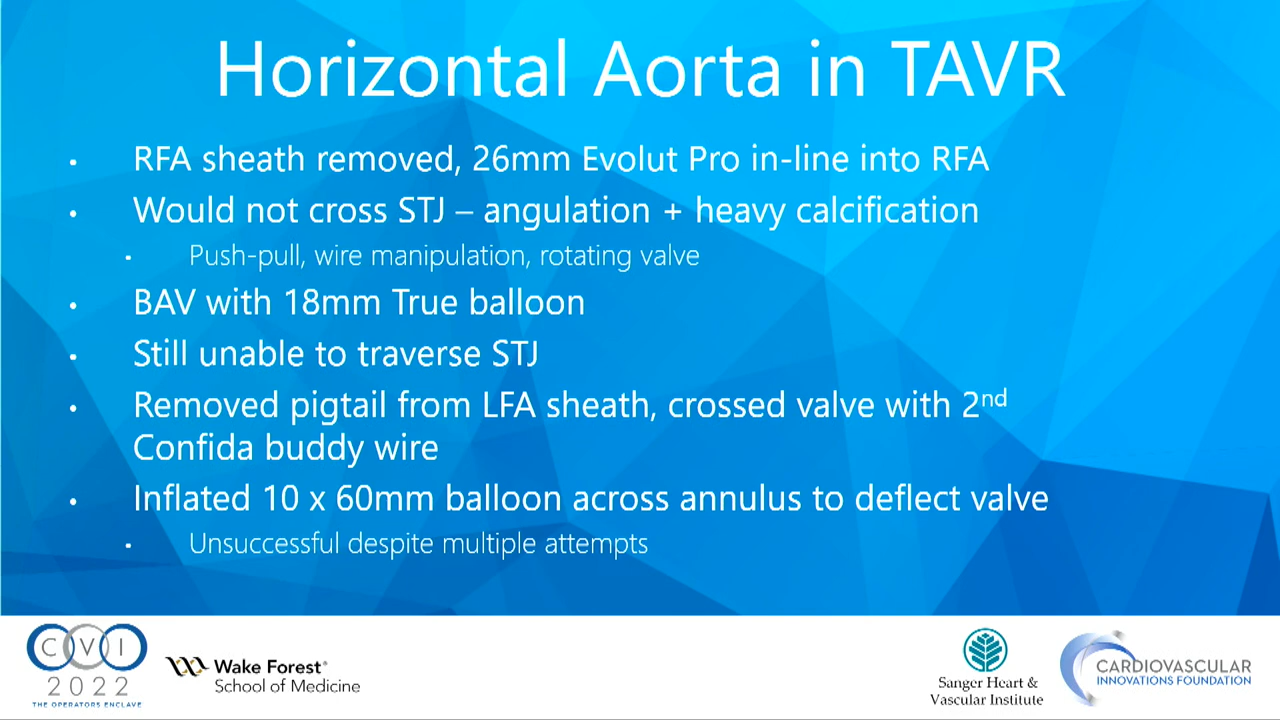 Horizontal Aorta in TAVR
• RFA sheath removed, 26mm Evolut Pro in-line into RFA
• Would not cross STJ – angulation + heavy calcification
• Push-pull, wire manipulation, rotating valve
• BAV with 18mm True balloon
• Still unable to traverse STJ
• Removed pigtail from LFA sheath, crossed valve with 2nd
Confida buddy wire
• Inflated 10 x 60mm balloon across annulus to deflect valve
• Unsuccessful despite multiple attempts
CVI
2022
THE OPERATORS ENCLAVE
Wake Forest®
School of Medicine
Sanger Heart &
Vascular Institute
CARDIOVASCULAR
INNOVATIONS FOUNDATION